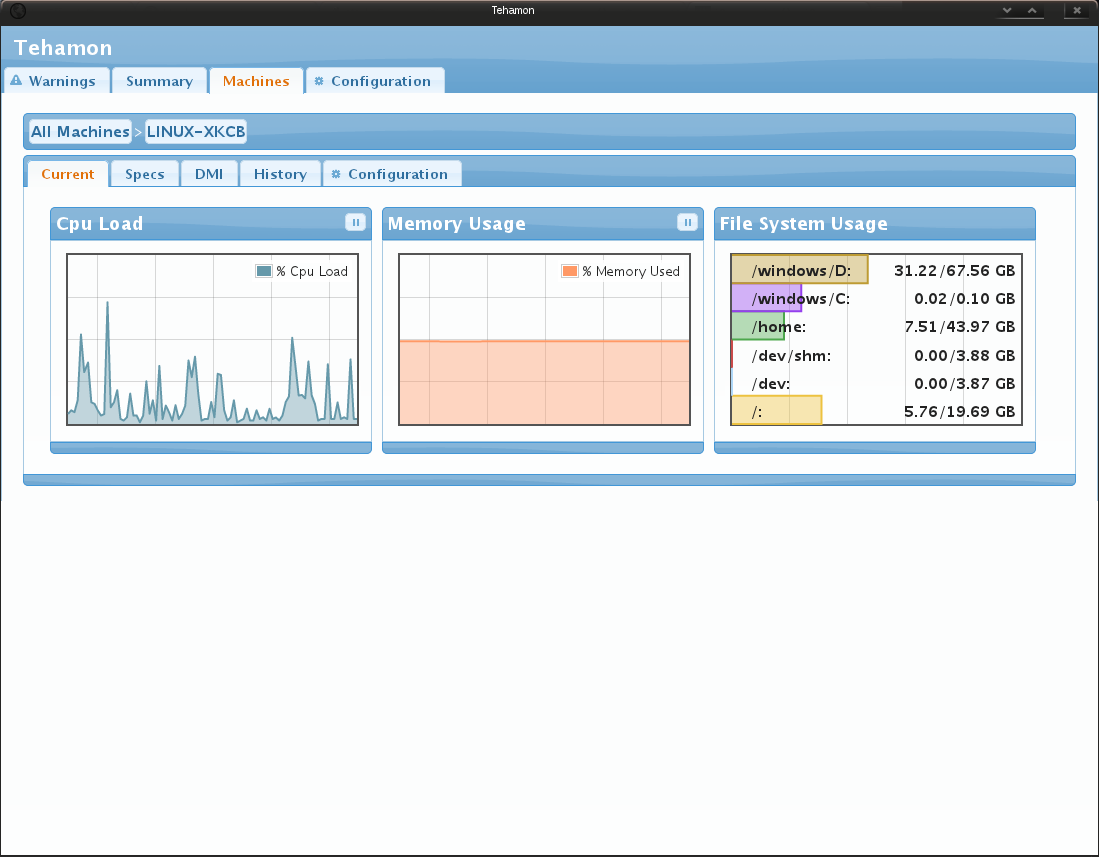 Tehamon
Tehamon
Warnings Summary Machines Configuration
All Machines > LINUX-XKCB
Current Specs DMI History Configuration
Cpu Load
% Cpu Load
Memory Usage
% Memory Used
File System Usage
/windows/D: 31.22/67.56 GB
/windows/C: 0.02/0.10 GB
/home: 7.51/43.97 GB
/dev/shm: 0.00/3.88 GB
/dev: 0.00/3.87 GB
/: 5.76/19.69 GB